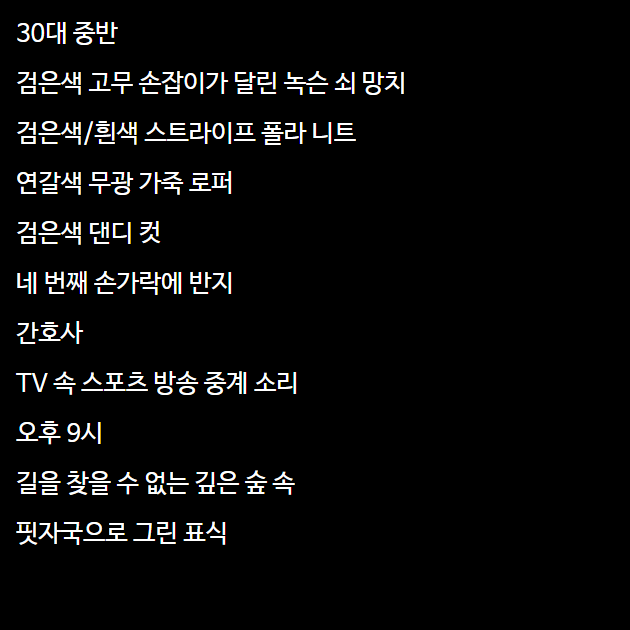 30대 중반
검은색 고무 손잡이가 달린 녹슨 쇠 망치
검은색/흰색 스트라이프 폴라 니트
연갈색 무광 가죽 로퍼
검은색 댄디 컷
네 번째 손가락에 반지
간호사
TV 속 스포츠 방송 중계 소리
오후 9시
길을 찾을 수 없는 깊은 숲 속
핏자국으로 그린 표식